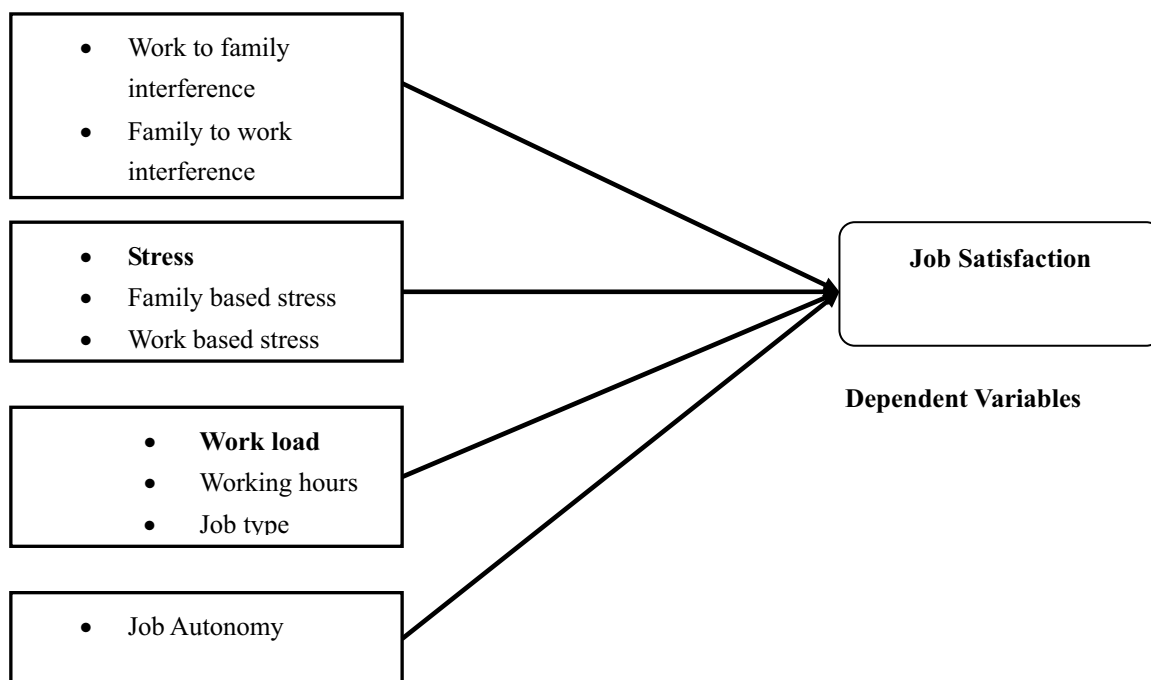 • Work to family
interference
• Family to work
interference
• Stress
• Family based stress
• Work based stress
• Work load
• Working hours
• Job type
• Job Autonomy
Job Satisfaction
Dependent Variables